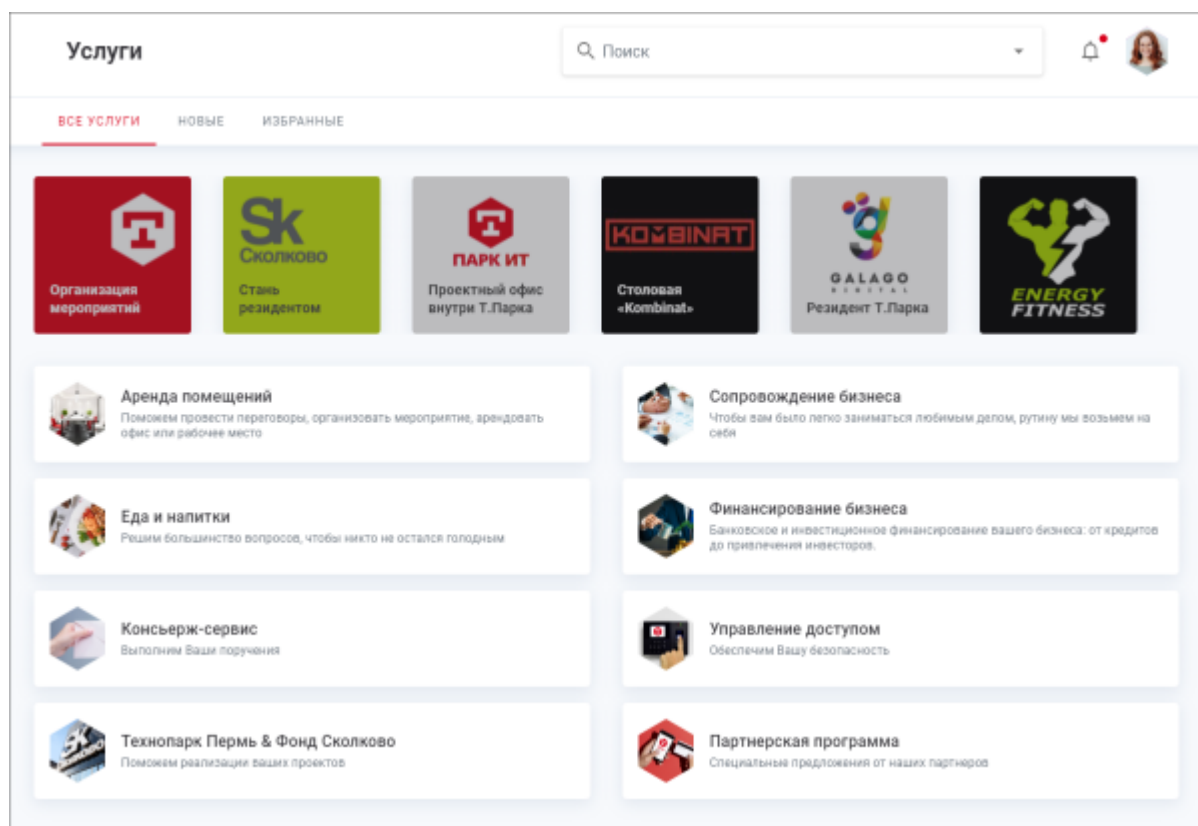 Услуги
Поиск
ВСЕ УСЛУГИ
НОВЫЕ
ИЗБРАННЫЕ
Организация
мероприятий
Sk
Сколково
Стань
резидентом
ПАРК ИТ
Проектный офис
внутри Т.Парка
KOMBINAT
Столовая
«Kombinat»
GALAGO
DIGITAL
Резидент Т.Парка
ENERGY
FITNESS
Аренда помещений
Поможем провести переговоры, организовать мероприятие, арендовать
офис или рабочее место
Сопровождение бизнеса
Чтобы вам было легко заниматься любимым делом, рутину мы возьмем на
себя
Еда и напитки
Решим большинство вопросов, чтобы никто не остался голодным
Финансирование бизнеса
Банковское и инвестиционное финансирование вашего бизнеса: от кредитов
до привлечения инвесторов.
Консьерж-сервис
Выполним Ваши поручения
Управление доступом
Обеспечим Вашу безопасность
Технопарк Пермь & Фонд Сколково
Поможем реализации ваших проектов
Партнерская программа
Специальные предложения от наших партнеров